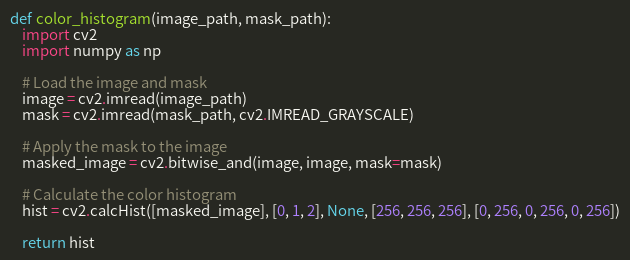 def color_histogram(image_path, mask_path):
    import cv2
    import numpy as np

    # Load the image and mask
    image = cv2.imread(image_path)
    mask = cv2.imread(mask_path, cv2.IMREAD_GRAYSCALE)

    # Apply the mask to the image
    masked_image = cv2.bitwise_and(image, image, mask=mask)

    # Calculate the color histogram
    hist = cv2.calcHist([masked_image], [0, 1, 2], None, [256, 256, 256], [0, 256, 0, 256, 0, 256])

    return hist